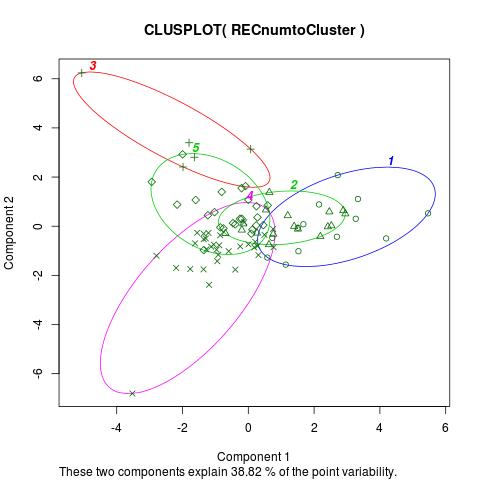 CLUSPLOT( RECnumtoCluster )
3
5
1
2
4
Component 2
6
4
2
0
-2
-4
-6
-4 -2 0 2 4 6
Component 1
These two components explain 38.82 % of the point variability.